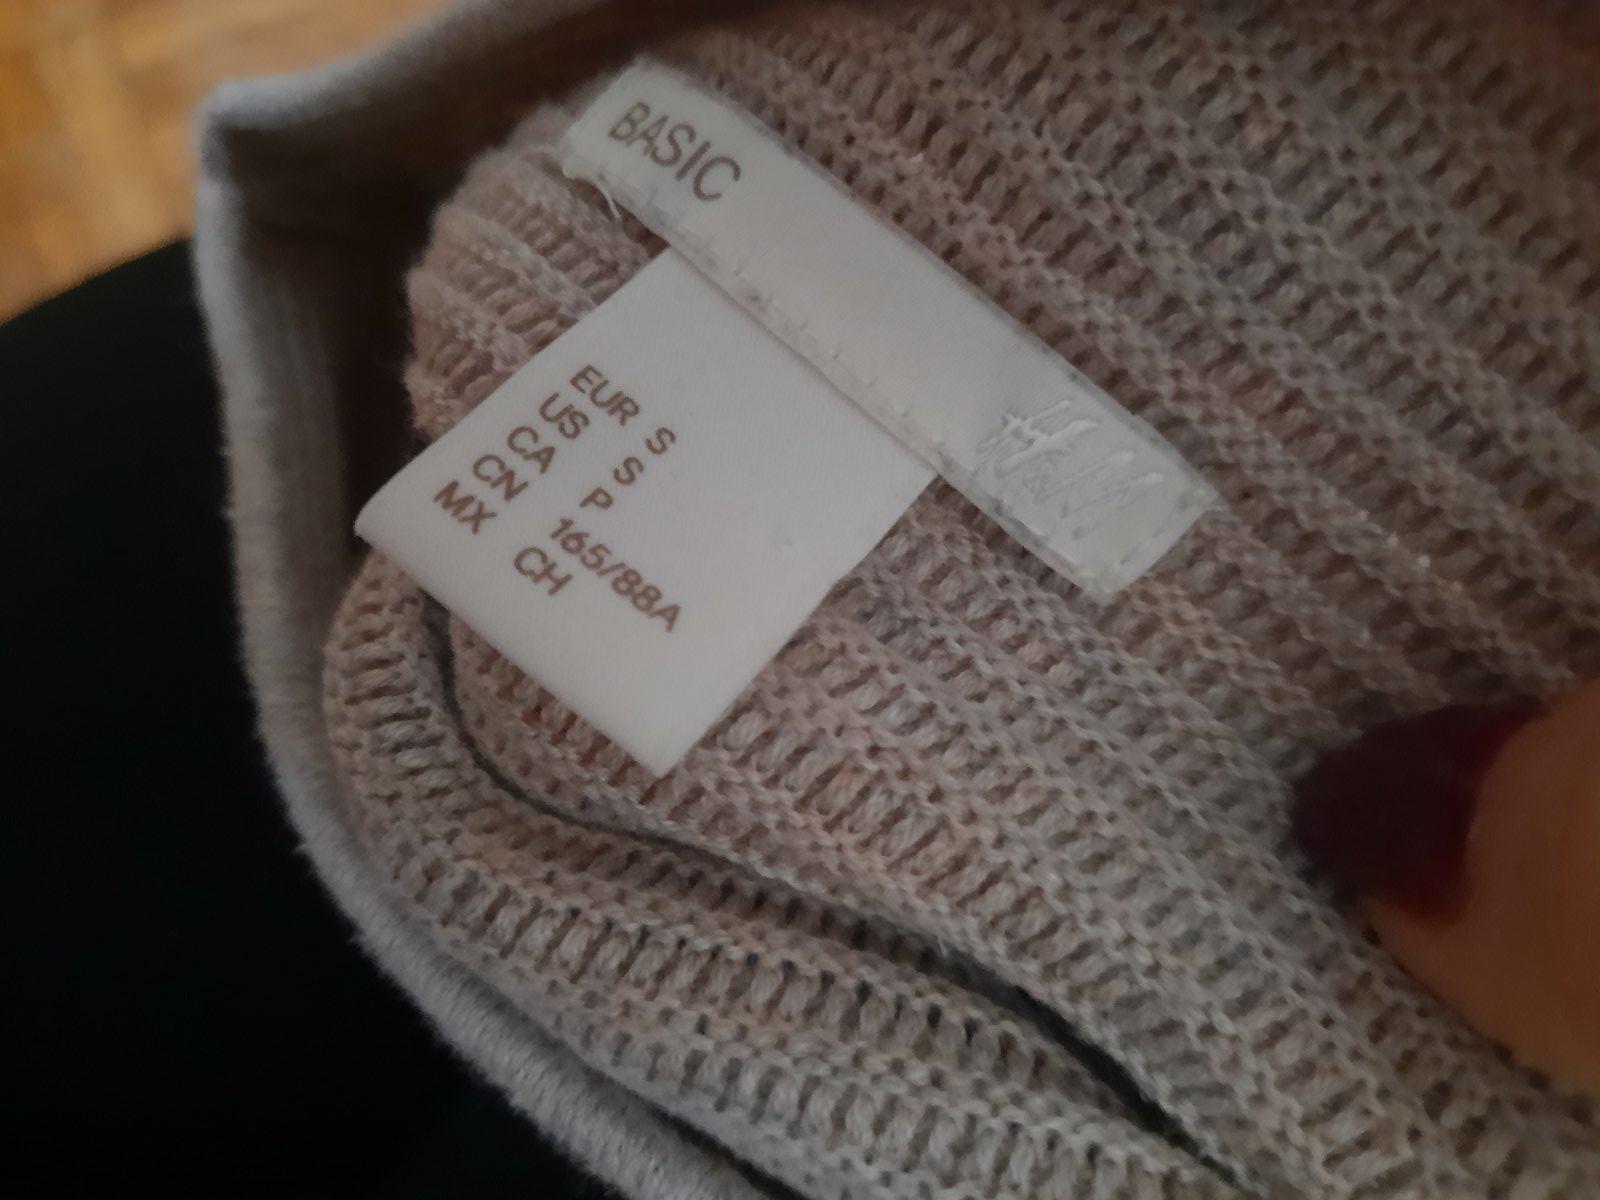 BASIC
H&M
EUR S
US S
CA P
CN 165/88A
MX CH